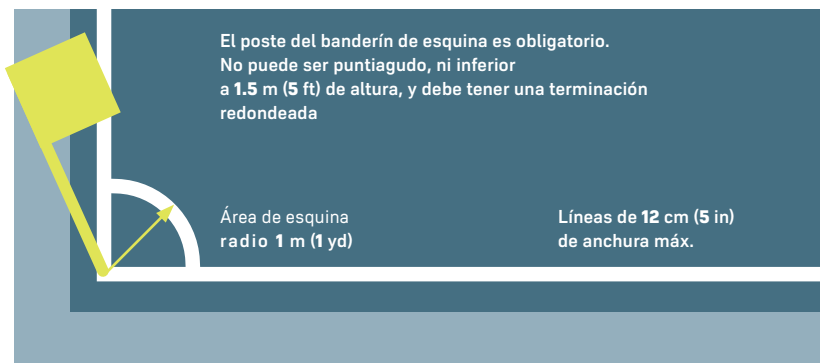 El poste del banderín de esquina es obligatorio.
No puede ser puntiagudo, ni inferior
a 1.5 m (5 ft) de altura, y debe tener una terminación
redondeada
Área de esquina
radio 1 m (1 yd)
Líneas de 12 cm (5 in)
de anchura máx.